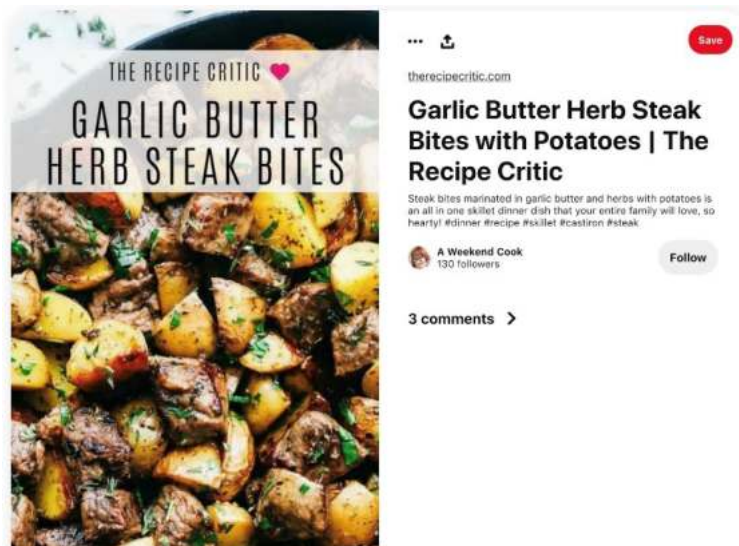 THE RECIPE CRITIC
GARLIC BUTTER
HERB STEAK BITES
Save
therecipecritic.com
Garlic Butter Herb Steak
Bites with Potatoes | The
Recipe Critic
Steak bites marinated in garlic butter and herbs with potatoes is
an all in one skillet dinner dish that your entire family will love, so
hearty! #dinner #recipe #skillet #castiron #steak
A Weekend Cook
130 followers
Follow
3 comments